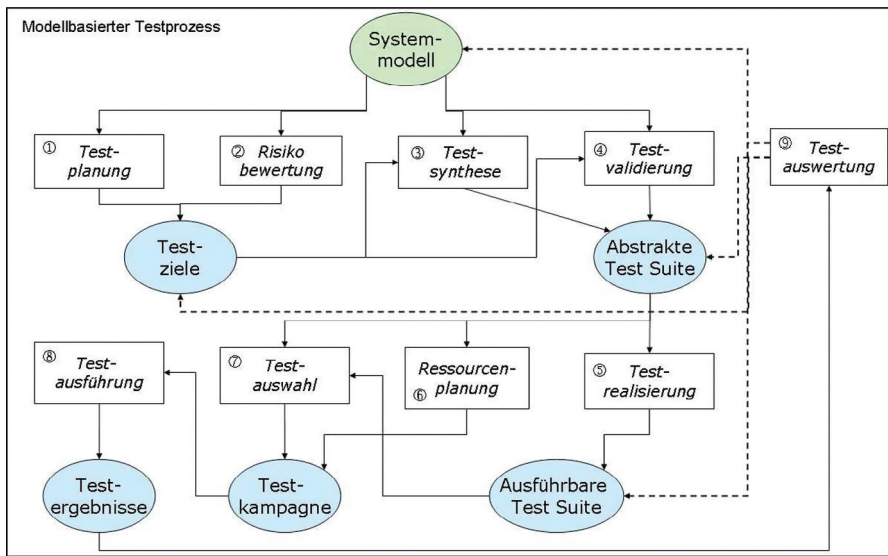 Modellbasierter Testprozess
System-
modell
① Test-
planung
② Risiko
bewertung
③ Test-
synthese
④ Test-
validierung
⑨ Test-
auswertung
Test-
ziele
Abstrakte
Test Suite
⑧ Test-
ausführung
⑦ Test-
auswahl
Ressourcen-
⑥ planung
⑤ Test-
realisierung
Test-
ergebnisse
Test-
kampagne
Ausführbare
Test Suite